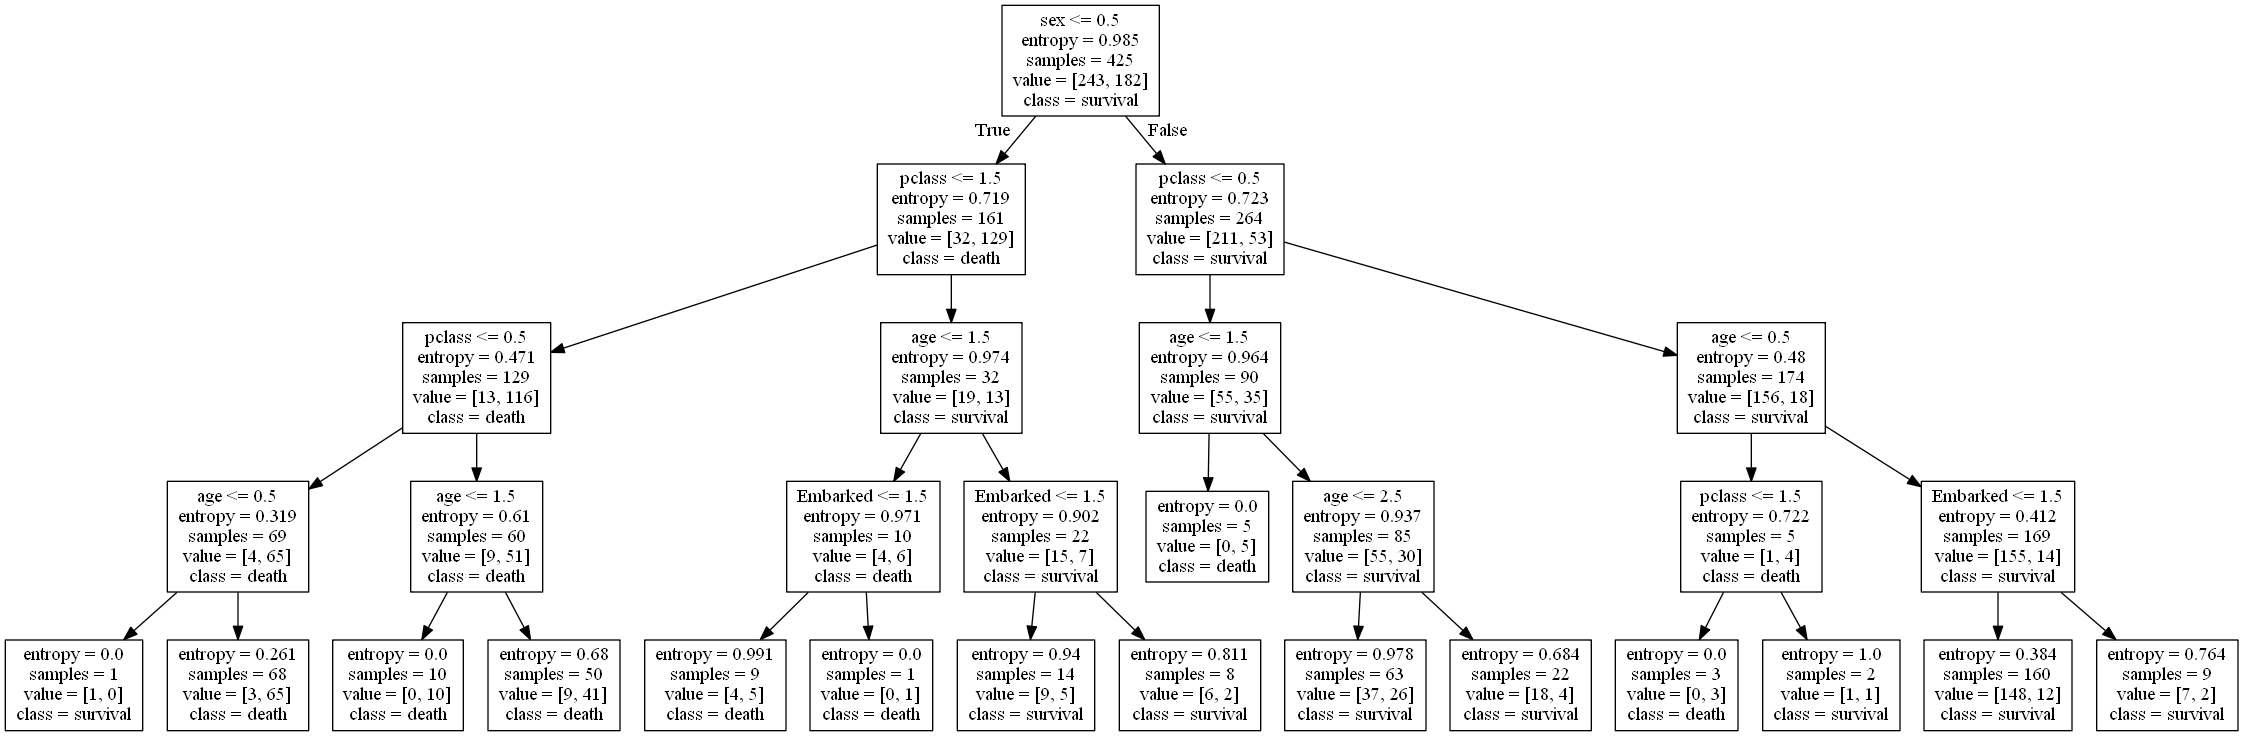 sex <= 0.5
entropy = 0.985
samples = 425
value = [243, 182]
class = survival
True
False
pclass <= 1.5
entropy = 0.719
samples = 161
value = [32, 129]
class = death
pclass <= 0.5
entropy = 0.723
samples = 264
value = [211, 53]
class = survival
pclass <= 0.5
entropy = 0.471
samples = 129
value = [13, 116]
class = death
age <= 1.5
entropy = 0.974
samples = 32
value = [19, 13]
class = survival
age <= 1.5
entropy = 0.964
samples = 90
value = [55, 35]
class = survival
age <= 0.5
entropy = 0.48
samples = 174
value = [156, 18]
class = survival
age <= 0.5
entropy = 0.319
samples = 69
value = [4, 65]
class = death
age <= 1.5
entropy = 0.61
samples = 60
value = [9, 51]
class = death
Embarked <= 1.5
entropy = 0.971
samples = 10
value = [4, 6]
class = death
Embarked <= 1.5
entropy = 0.902
samples = 22
value = [15, 7]
class = survival
entropy = 0.0
samples = 5
value = [0, 5]
class = death
age <= 2.5
entropy = 0.937
samples = 85
value = [55, 30]
class = survival
pclass <= 1.5
entropy = 0.722
samples = 5
value = [1, 4]
class = death
Embarked <= 1.5
entropy = 0.412
samples = 169
value = [155, 14]
class = survival
entropy = 0.0
samples = 1
value = [1, 0]
class = survival
entropy = 0.261
samples = 68
value = [3, 65]
class = death
entropy = 0.0
samples = 10
value = [0, 10]
class = death
entropy = 0.68
samples = 50
value = [9, 41]
class = death
entropy = 0.991
samples = 9
value = [4, 5]
class = death
entropy = 0.0
samples = 1
value = [0, 1]
class = death
entropy = 0.94
samples = 14
value = [9, 5]
class = survival
entropy = 0.811
samples = 8
value = [6, 2]
class = survival
entropy = 0.978
samples = 63
value = [37, 26]
class = survival
entropy = 0.684
samples = 22
value = [18, 4]
class = survival
entropy = 0.0
samples = 3
value = [0, 3]
class = death
entropy = 1.0
samples = 2
value = [1, 1]
class = survival
entropy = 0.384
samples = 160
value = [148, 12]
class = survival
entropy = 0.764
samples = 9
value = [7, 2]
class = survival